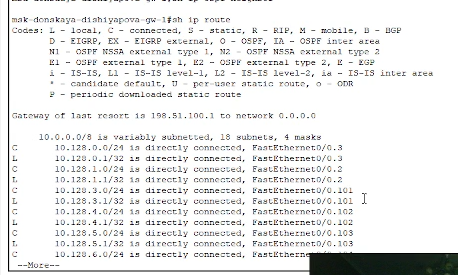 msk-donskaya-dishiyapova-gw-1#sh ip route
Codes: L - local, C - connected, S - static, R - RIP, M - mobile, B - BGP
D - EIGRP, EX - EIGRP external, O - OSPF, IA - OSPF inter area
N1 - OSPF NSSA external type 1, N2 - OSPF NSSA external type 2
E1 - OSPF external type 1, E2 - OSPF external type 2, E - EGP
i - IS-IS, L1 - IS-IS level-1, L2 - IS-IS level-2, ia - IS-IS inter area
* - candidate default, U - per-user static route, o - ODR
P - periodic downloaded static route
Gateway of last resort is 198.51.100.1 to network 0.0.0.0
10.0.0.0/8 is variably subnetted, 18 subnets, 4 masks
C 10.128.0.0/24 is directly connected, FastEthernet0/0.3
L 10.128.0.1/32 is directly connected, FastEthernet0/0.3
C 10.128.1.0/24 is directly connected, FastEthernet0/0.2
L 10.128.1.1/32 is directly connected, FastEthernet0/0.2
C 10.128.3.0/24 is directly connected, FastEthernet0/0.101
L 10.128.3.1/32 is directly connected, FastEthernet0/0.101
C 10.128.4.0/24 is directly connected, FastEthernet0/0.102
L 10.128.4.1/32 is directly connected, FastEthernet0/0.102
C 10.128.5.0/24 is directly connected, FastEthernet0/0.103
L 10.128.5.1/32 is directly connected, FastEthernet0/0.103
C 10.128.6.0/24 is directly connected,
--More--